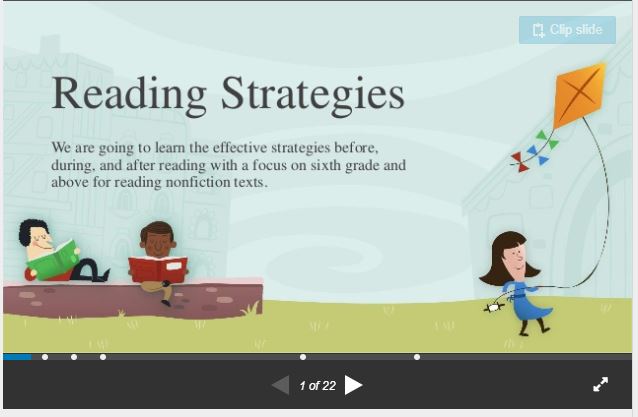 Clip slide
Reading Strategies
We are going to learn the effective strategies before,
during, and after reading with a focus on sixth grade and
above for reading nonfiction texts.
1 of 22